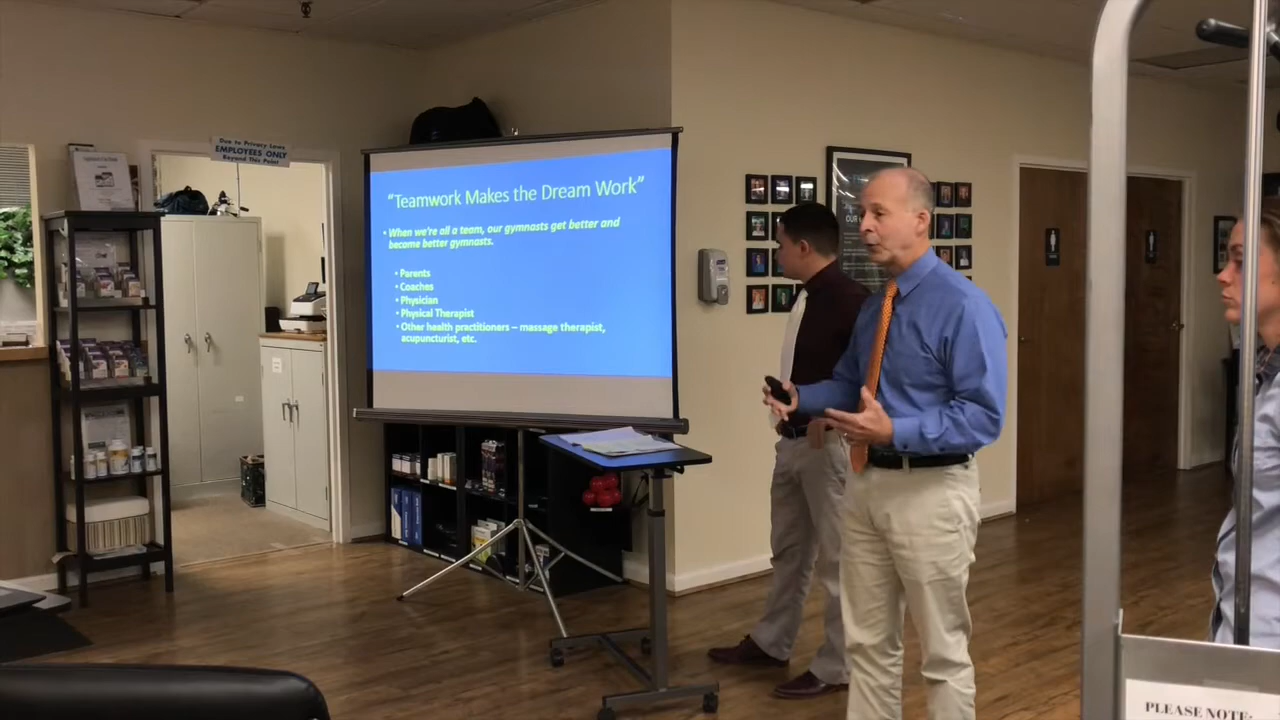 Due to Privacy Laws
EMPLOYEES ONLY
Beyond This Point
"Teamwork Makes the Dream Work"
• When we're all a team, our gymnasts get better and
become better gymnasts.
• Parents
• Coaches
• Physician
• Physical Therapist
• Other health practitioners – massage therapist,
acupuncturist, etc.
OUR
PLEASE NOTE: